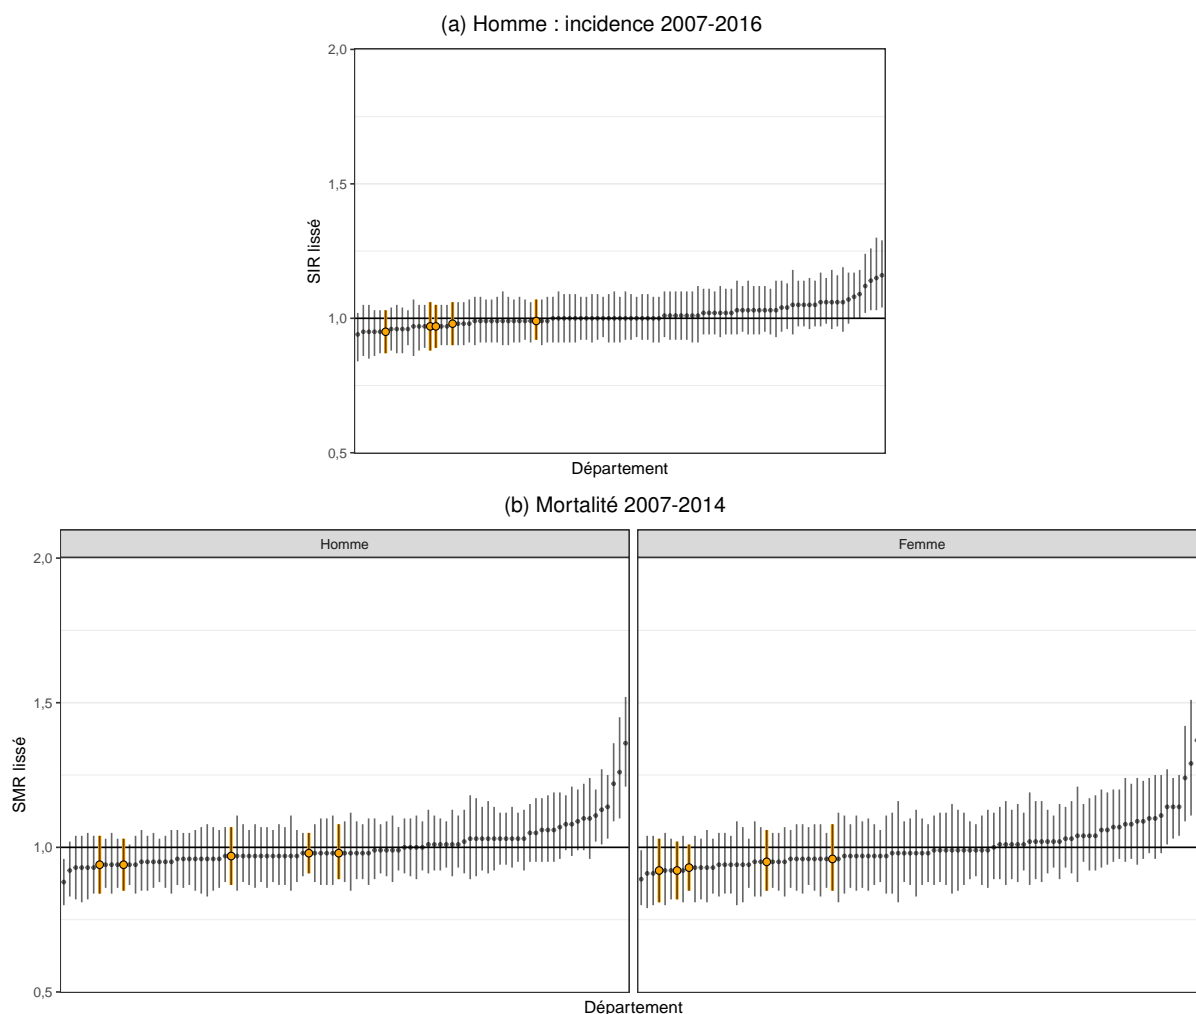 (a) Homme : incidence 2007-2016
2,0
1,5
1,0
0,5
SIR lissé
Département
(b) Mortalité 2007-2014
Homme
Femme
2,0
1,5
1,0
0,5
SMR lissé
Département